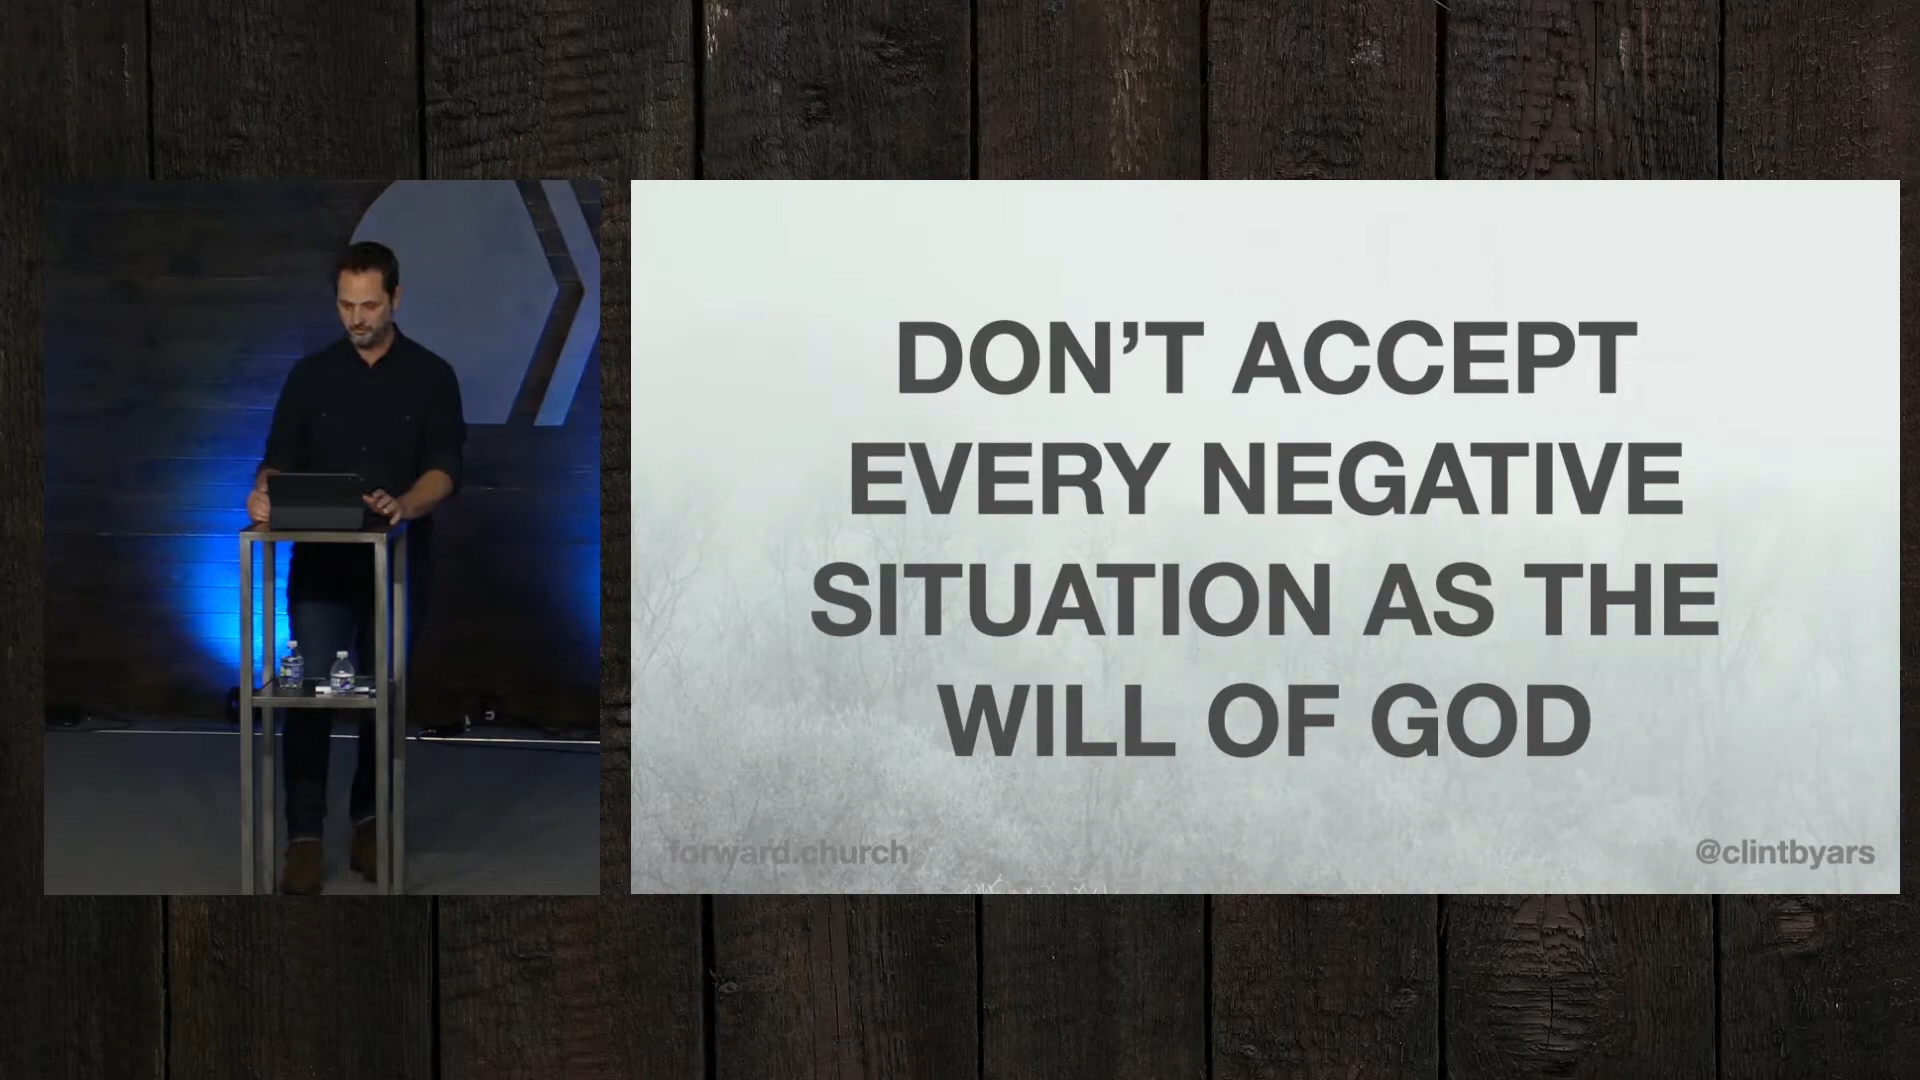 DON’T ACCEPT
EVERY NEGATIVE
SITUATION AS THE
WILL OF GOD
forward.church
@clintbyars